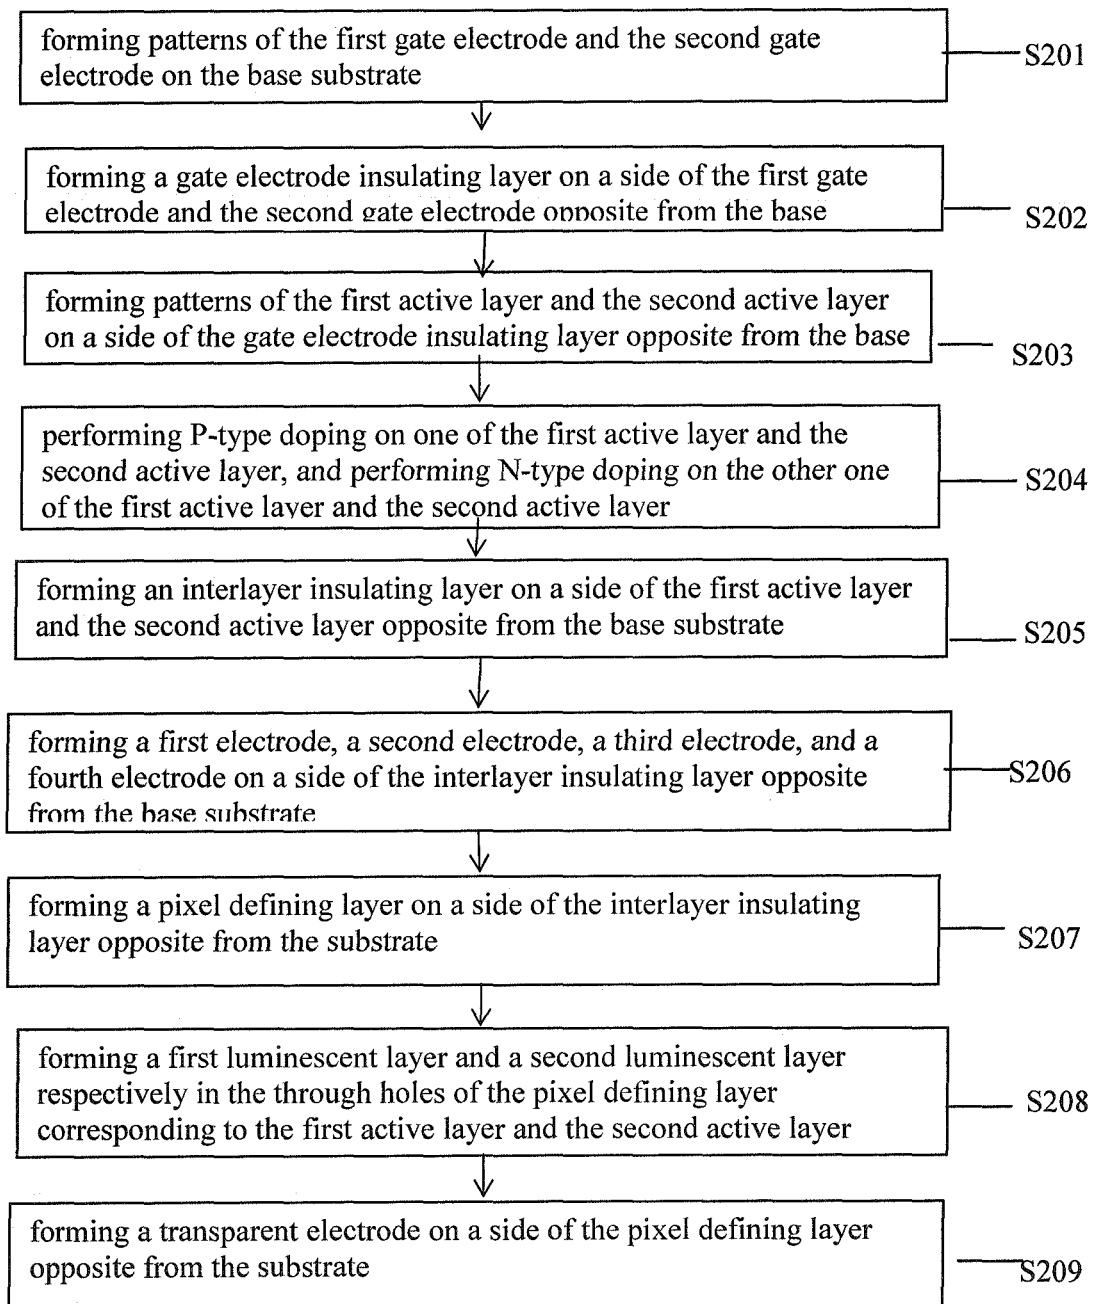 forming patterns of the first gate electrode and the second gate
electrode on the base substrate
S201
forming a gate electrode insulating layer on a side of the first gate
electrode and the second gate electrode opposite from the base
S202
forming patterns of the first active layer and the second active layer
on a side of the gate electrode insulating layer opposite from the base
S203
performing P-type doping on one of the first active layer and the
second active layer, and performing N-type doping on the other one
of the first active layer and the second active layer
S204
forming an interlayer insulating layer on a side of the first active layer
and the second active layer opposite from the base substrate
S205
forming a first electrode, a second electrode, a third electrode, and a
fourth electrode on a side of the interlayer insulating layer opposite
from the base substrate
S206
forming a pixel defining layer on a side of the interlayer insulating
layer opposite from the substrate
S207
forming a first luminescent layer and a second luminescent layer
respectively in the through holes of the pixel defining layer
corresponding to the first active layer and the second active layer
S208
forming a transparent electrode on a side of the pixel defining layer
opposite from the substrate
S209